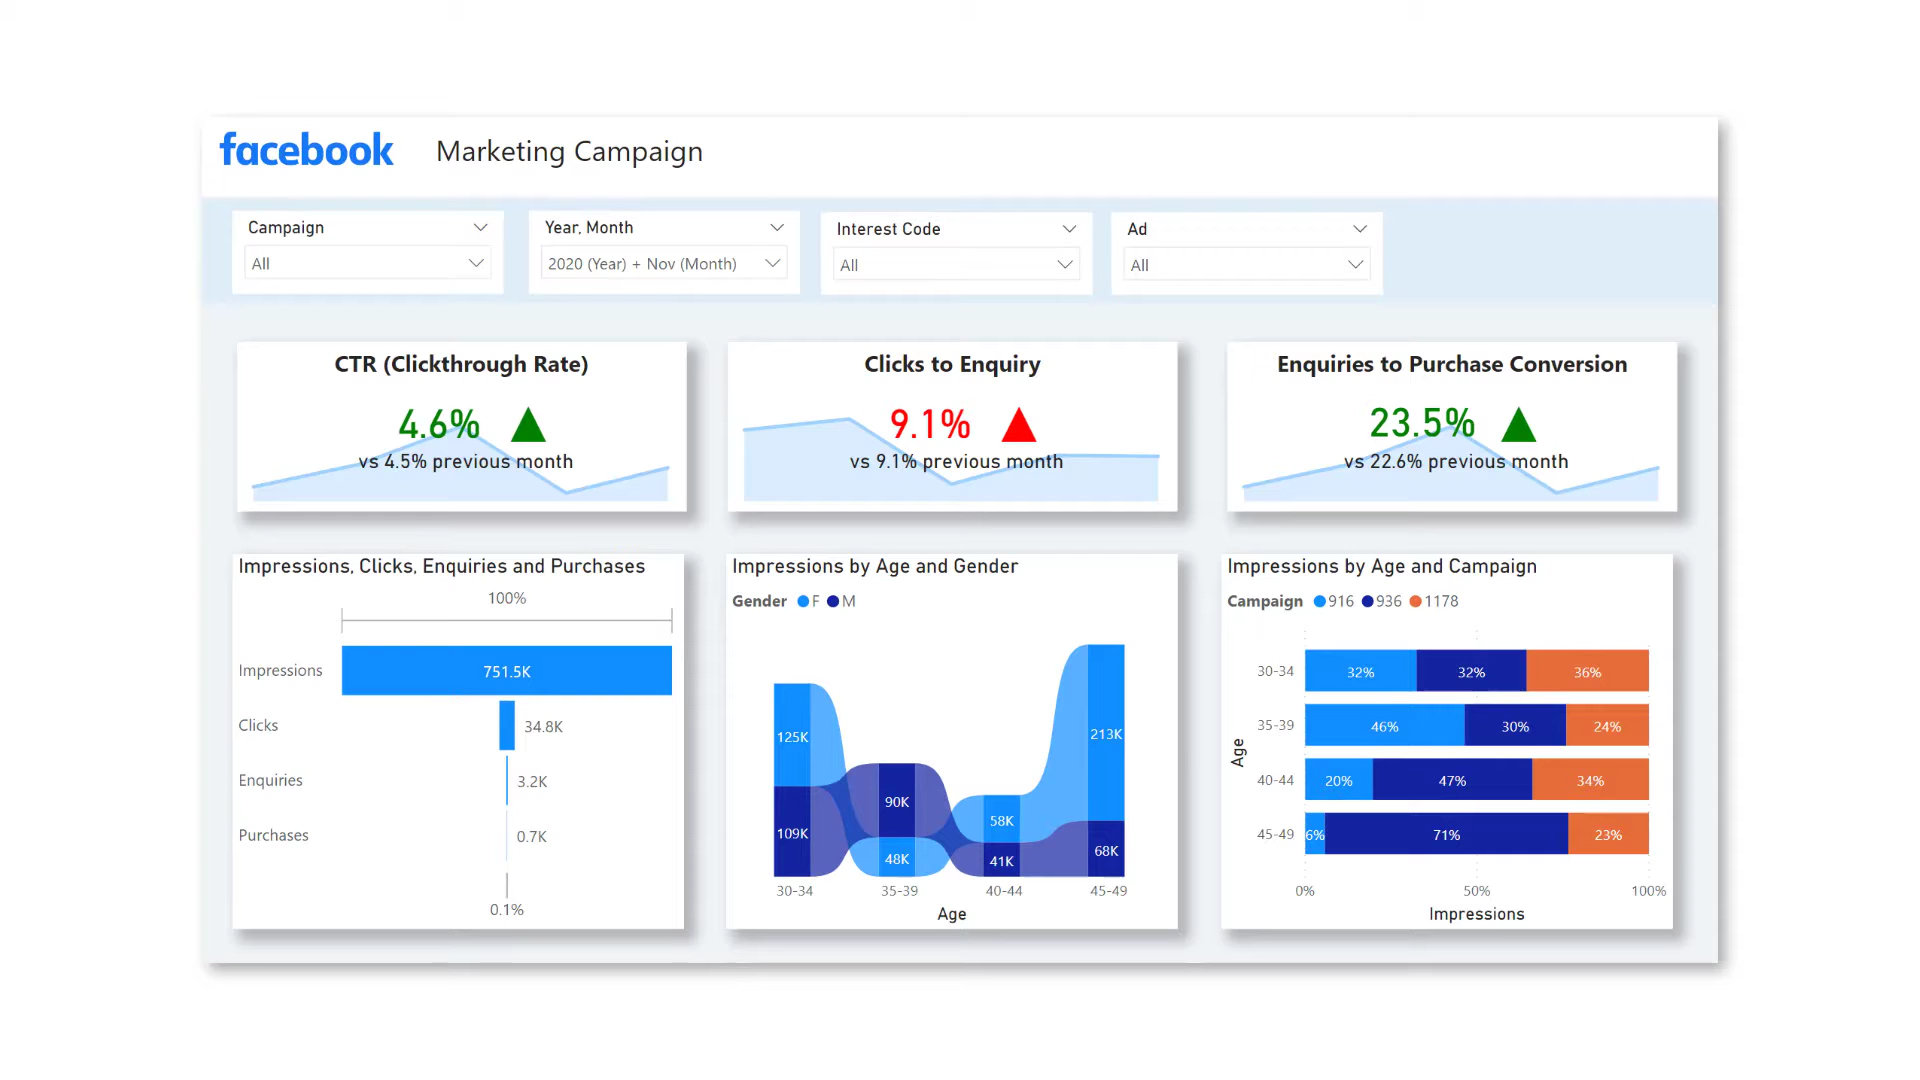 facebook
Marketing Campaign
Campaign
All
Year, Month
2020 (Year) + Nov (Month)
Interest Code
All
Ad
All
CTR (Clickthrough Rate)
4.6%
vs 4.5% previous month
Clicks to Enquiry
9.1%
vs 9.1% previous month
Enquiries to Purchase Conversion
23.5%
vs 22.6% previous month
Impressions, Clicks, Enquiries and Purchases
100%
Impressions 751.5K
Clicks 34.8K
Enquiries 3.2K
Purchases 0.7K
0.1%
Impressions by Age and Gender
Gender F M
125K
109K
90K
48K
58K
41K
213K
68K
30-34 35-39 40-44 45-49
Age
Impressions by Age and Campaign
Campaign 916 936 1178
Age
30-34 32% 32% 36%
35-39 46% 30% 24%
40-44 20% 47% 34%
45-49 6% 71% 23%
0% 50% 100%
Impressions